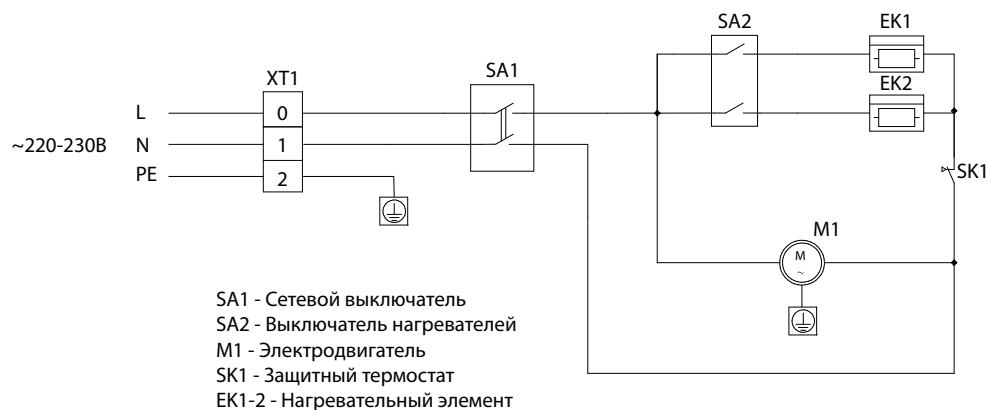 SA2
EK1
XT1
SA1
EK2
L
0
~220-230В
N
1
PE
2
SK1
M1
M
~
SA1 - Сетевой выключатель
SA2 - Выключатель нагревателей
M1 - Электродвигатель
SK1 - Защитный термостат
EK1-2 - Нагревательный элемент